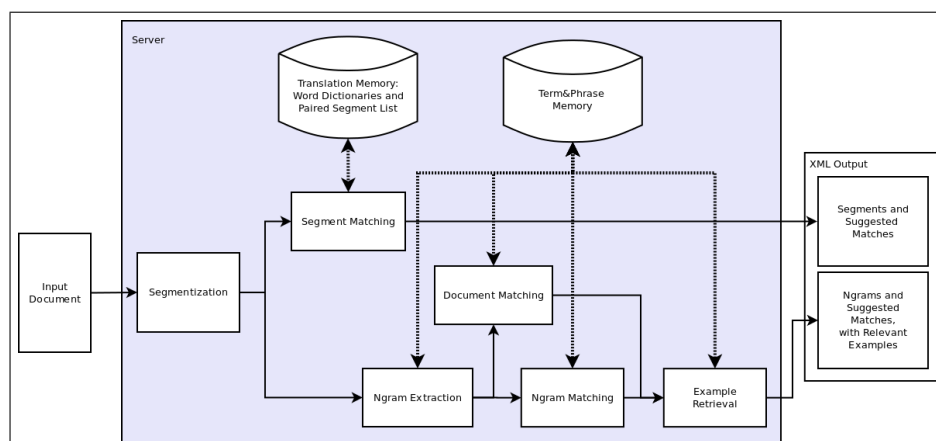 Server
Translation Memory:
Word Dictionaries and
Paired Segment List
Term&Phrase
Memory
XML Output
Segment Matching
Segments and
Suggested
Matches
Input
Document
Segmentization
Document Matching
Ngrams and
Suggested
Matches,
with Relevant
Examples
Ngram Extraction
Ngram Matching
Example
Retrieval